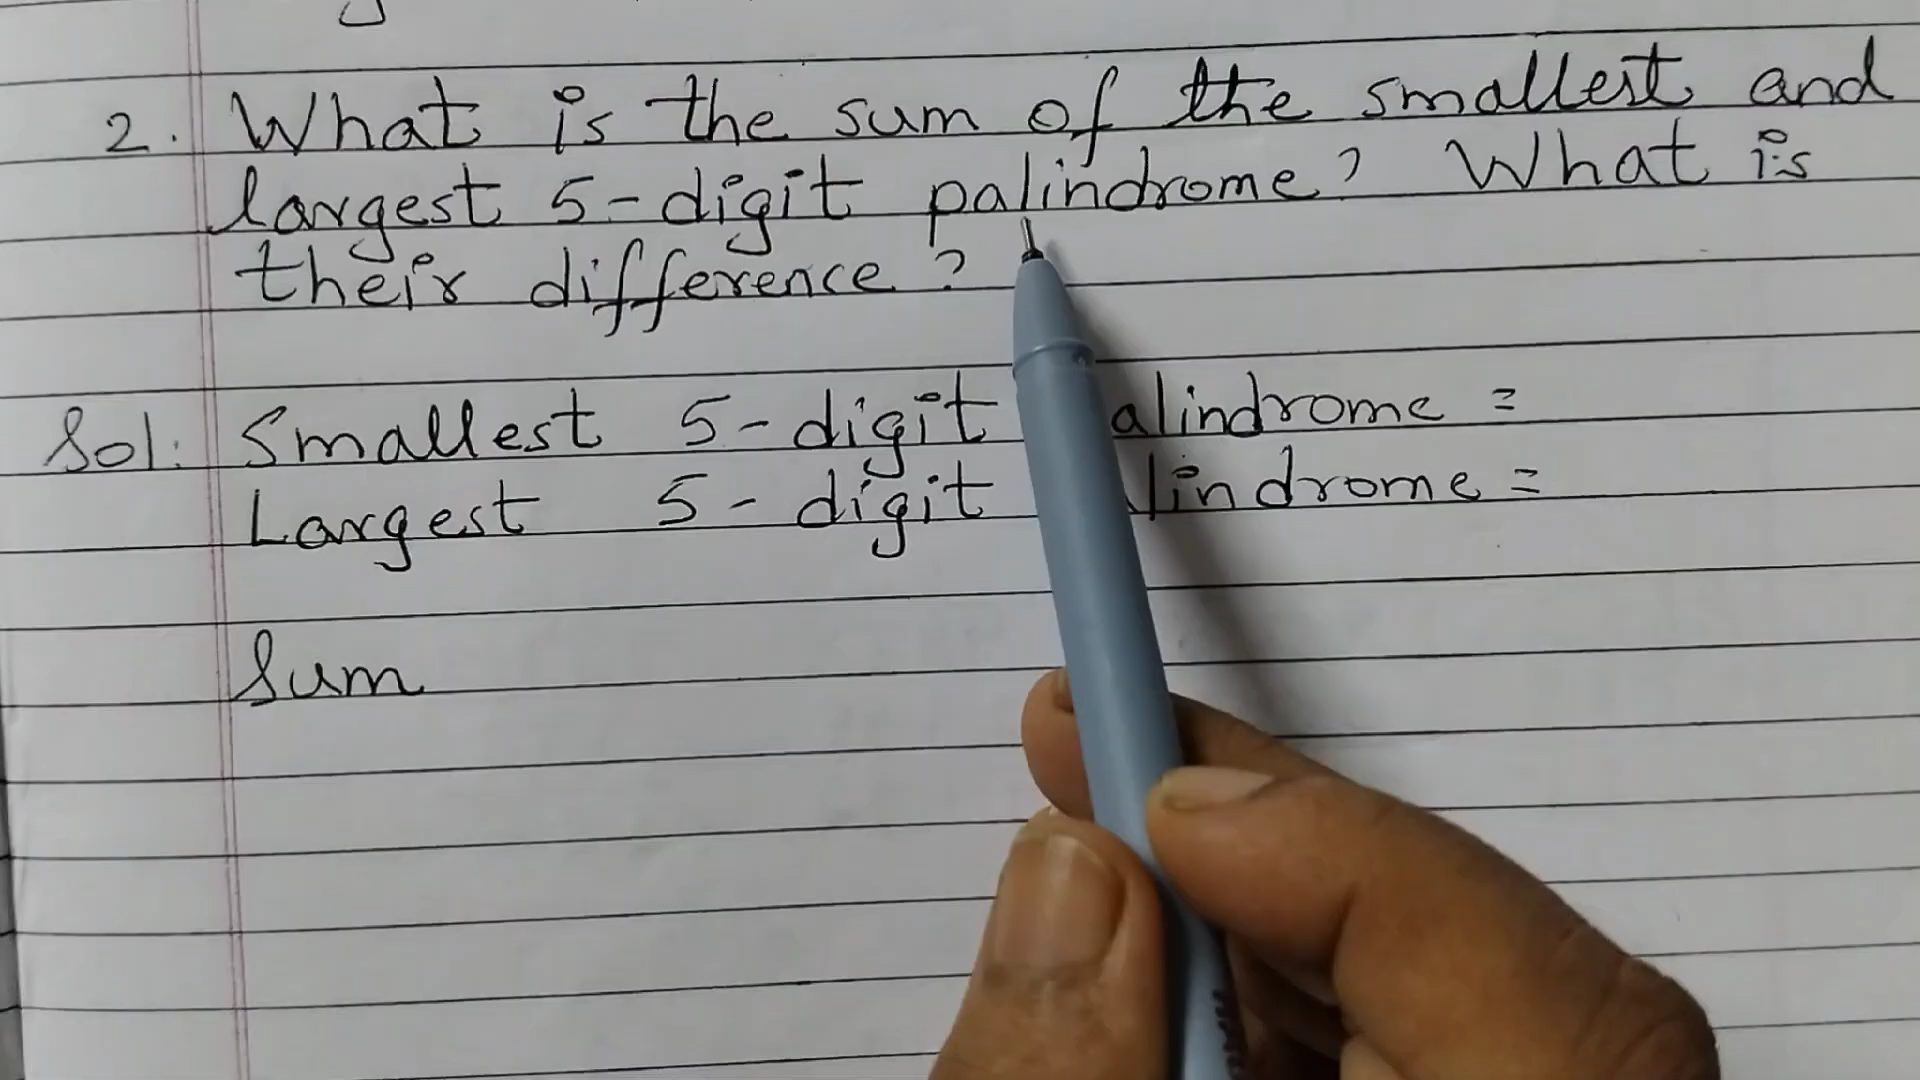 2. What is the sum of the smallest and
largest 5-digit palindrome? What is
their difference?
Sol: Smallest 5-digit alindrome =
Largest 5-digit lindrome =
Sum